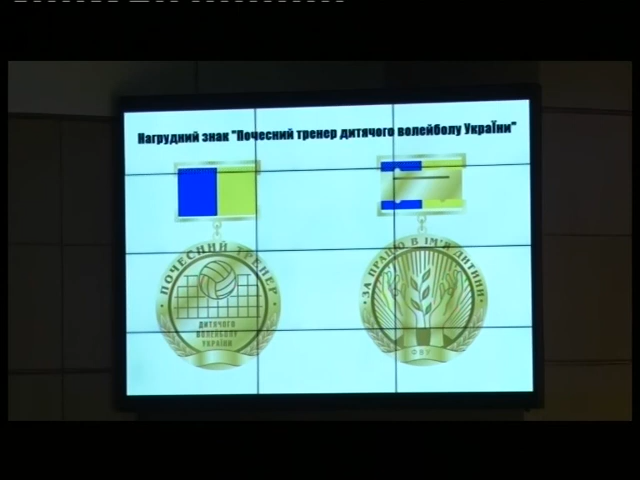 Нагрудний знак "Почесний тренер дитячого волейболу України"
ПОЧЕСНИЙ ТРЕНЕР
ДИТЯЧОГО
ВОЛЕЙБОЛУ
УКРАЇНИ
ЗА ПРАЦЮ В ІМ'Я ДИТИНИ
ФВУ